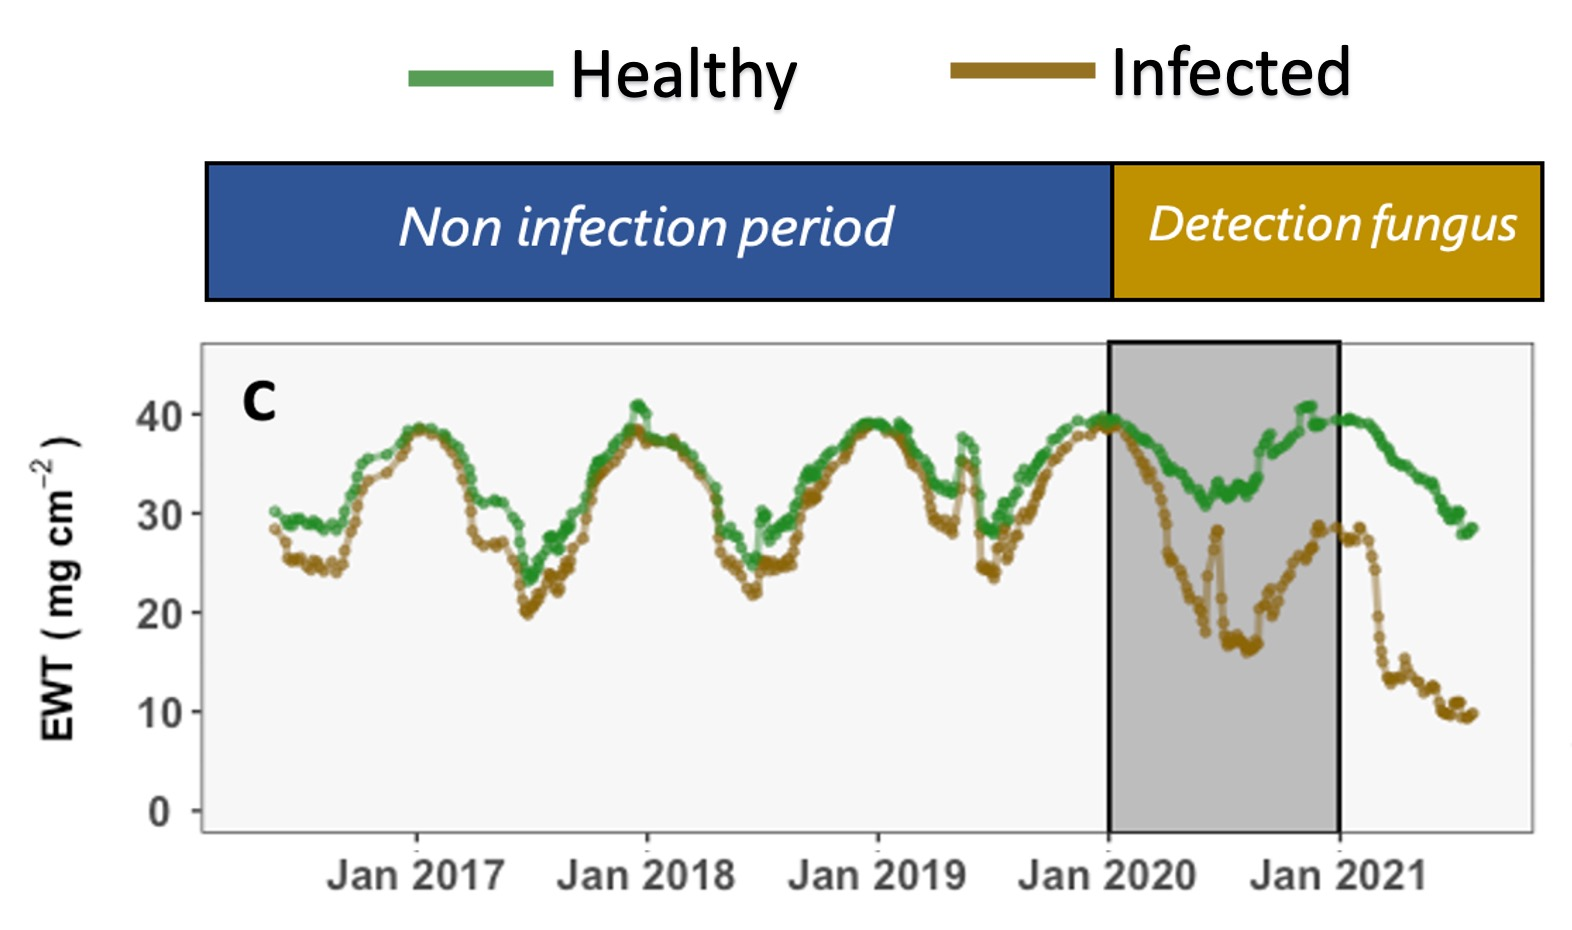 Healthy Infected
Non infection period Detection fungus
C
EWT ( mg cm⁻² )
40
30
20
10
0
Jan 2017 Jan 2018 Jan 2019 Jan 2020 Jan 2021